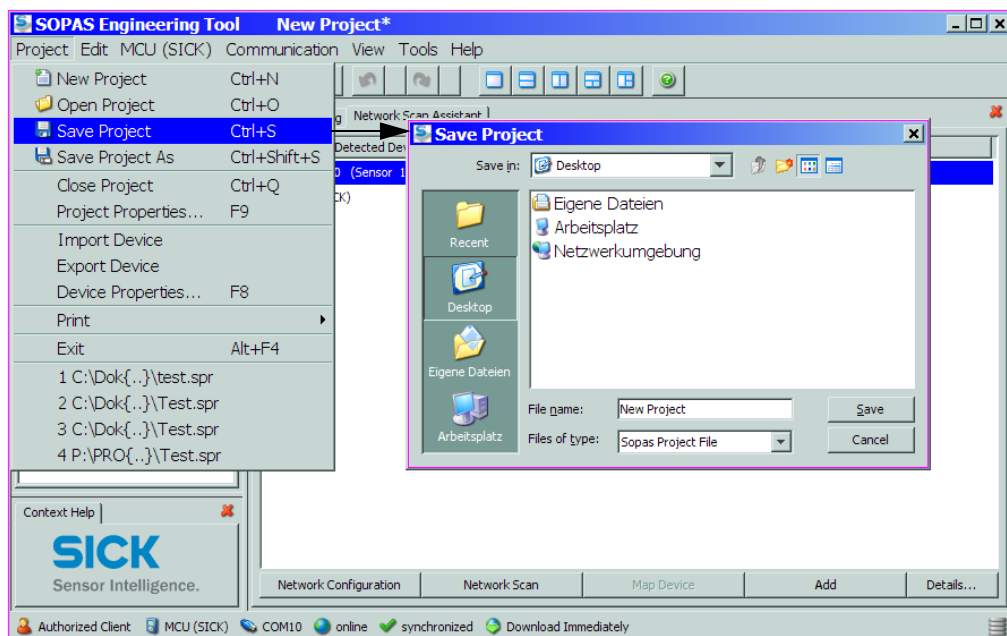 SOPAS Engineering Tool New Project*
Project Edit MCU (SICK) Communication View Tools Help
New Project Ctrl+N
Open Project Ctrl+O
Save Project Ctrl+S
Save Project As Ctrl+Shift+S
Close Project Ctrl+Q
Project Properties... F9
Import Device
Export Device
Device Properties... F8
Print
Exit Alt+F4
1 C:\Dok{..}\test.spr
2 C:\Dok{..}\Test.spr
3 C:\Dok{..}\Test.spr
4 P:\PRO{..}\Test.spr
Network Scan Assistant
Detected
(Sensor 1
Save Project
Save in: Desktop
Recent
Desktop
Eigene Dateien
Arbeitsplatz
Eigene Dateien
Arbeitsplatz
Netzwerkumgebung
File name: New Project Save
Files of type: Sopas Project File Cancel
Context Help
SICK
Sensor Intelligence.
Network Configuration Network Scan Map Device Add Details...
Authorized Client MCU (SICK) COM10 online synchronized Download Immediately